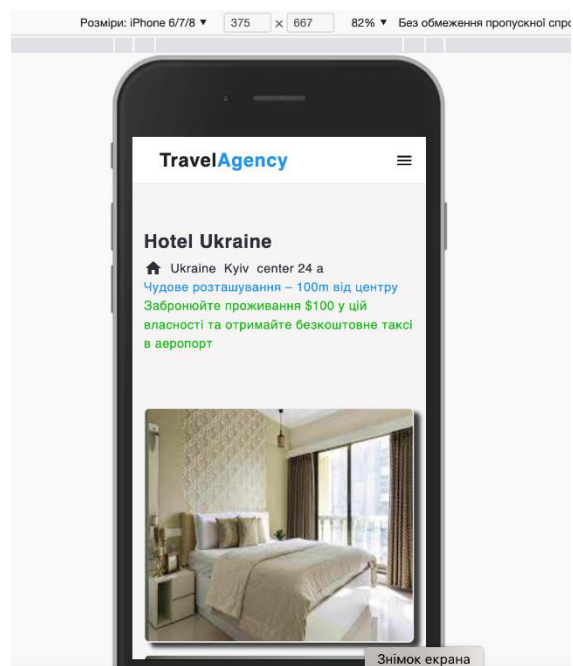 Розміри: iPhone 6/7/8 ▼ 375 × 667 82% ▼ Без обмеження пропускної спро
TravelAgency
Hotel Ukraine
Ukraine Kyiv center 24 a
Чудове розташування – 100m від центру
Забронюйте проживання $100 у цій
власності та отримайте безкоштовне таксі
в аеропорт
Знімок екрана